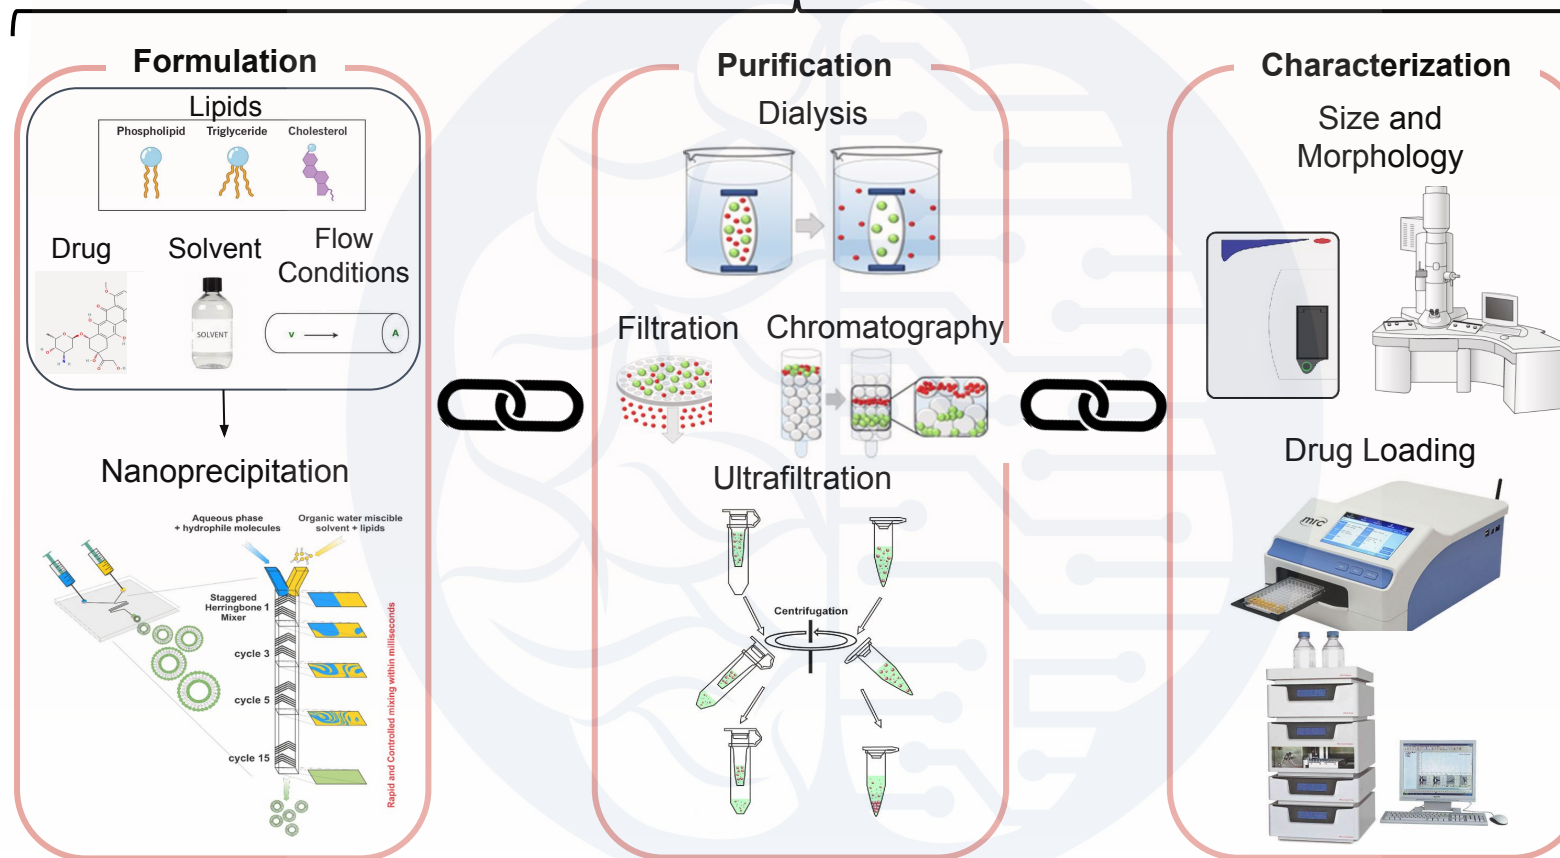 Formulation
Lipids
Phospholipid Triglyceride Cholesterol
Drug
Solvent
Flow
Conditions
SOLVENT
v
A
Nanoprecipitation
Aqueous phase
+ hydrophile molecules
Organic water miscible
solvent + lipids
Staggered
Herringbone 1
Mixer
cycle 3
cycle 5
cycle 15
Rapid and Controlled mixing within milliseconds
Purification
Dialysis
Filtration
Chromatography
Ultrafiltration
Centrifugation
Characterization
Size and
Morphology
Drug Loading
mrc